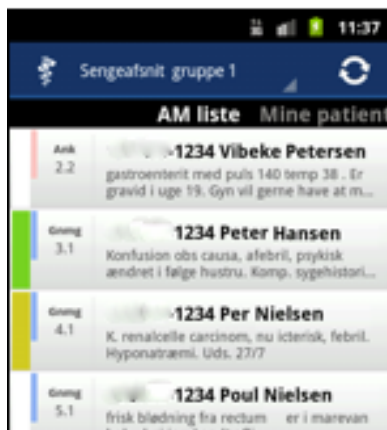 11:37
Sengeafsnit gruppe 1
AM liste Mine patient
Ank -1234 Vibeke Petersen
2.2 gastroenterit med puls 140 temp 38 . Er
gravid i uge 19. Gyn vil gerne have at m...
Gnmg 1234 Peter Hansen
3.1 Konfusion obs causa, afebril, psykisk
ændret i følge hustru. Komp. sygehistori...
Gnmg -1234 Per Nielsen
4.1 K. renalcelle carcinom, nu icterisk, febril.
Hyponatræmi. Uds. 27/7
Gnmg -1234 Poul Nielsen
5.1 frisk blødning fra rectum er i marevan